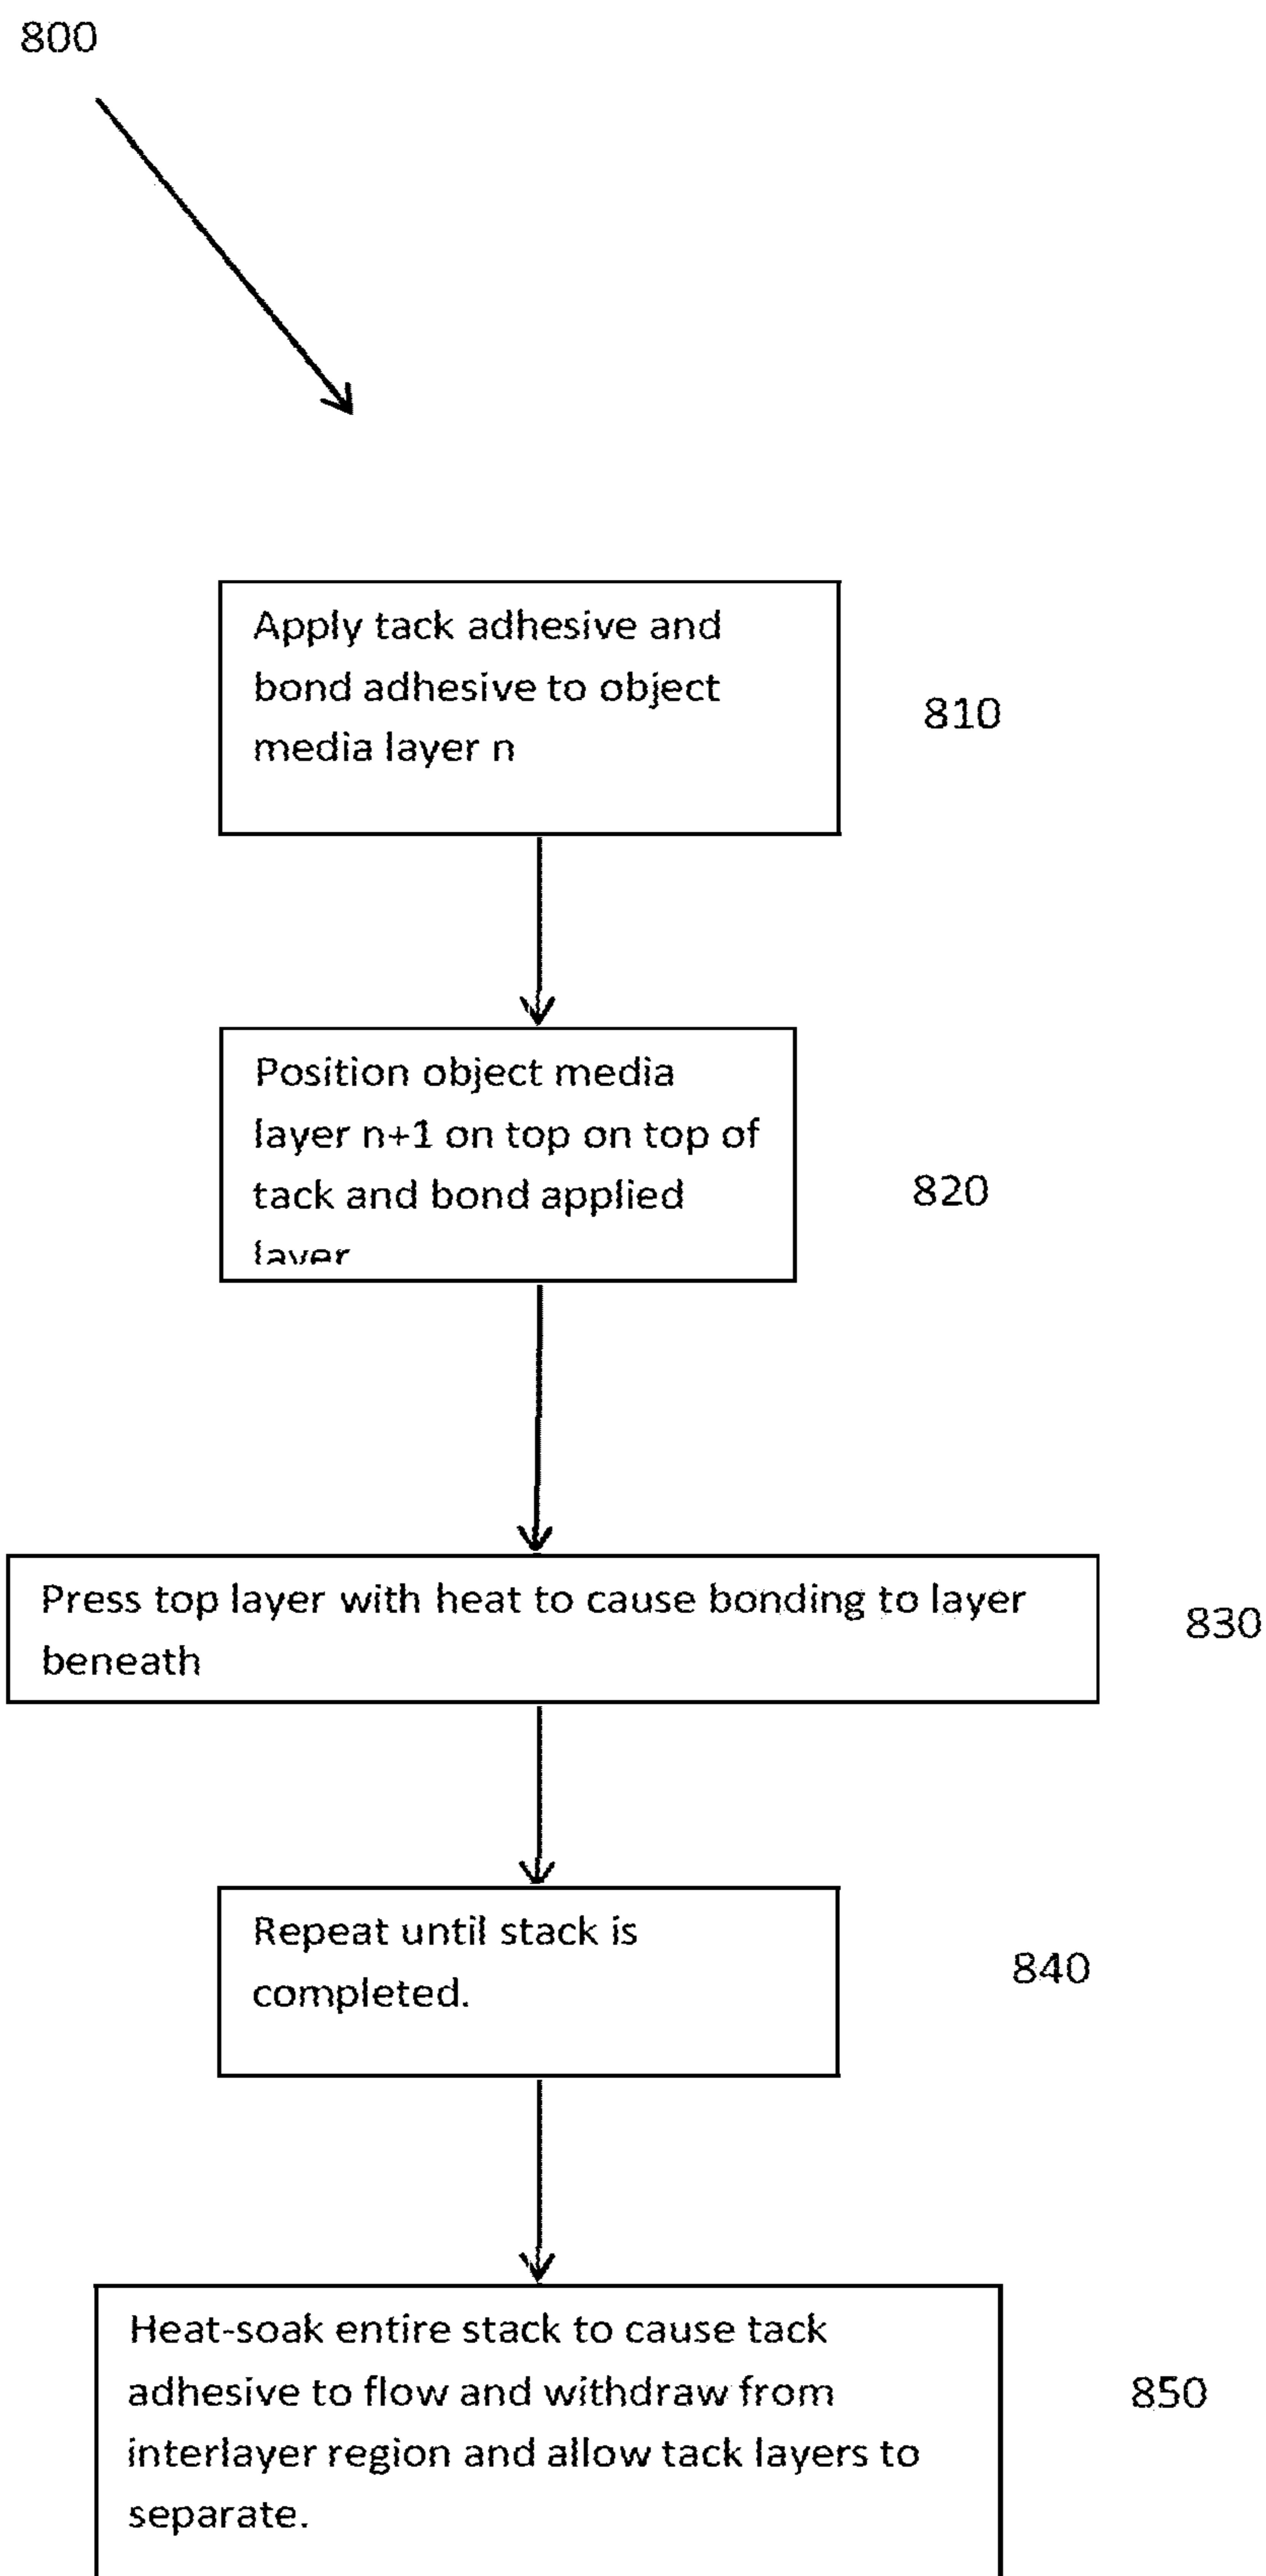 800
Apply tack adhesive and
bond adhesive to object
media layer n
810
Position object media
layer n+1 on top on top of
tack and bond applied
layer
820
Press top layer with heat to cause bonding to layer
beneath
830
Repeat until stack is
completed.
840
Heat-soak entire stack to cause tack
adhesive to flow and withdraw from
interlayer region and allow tack layers to
separate.
850